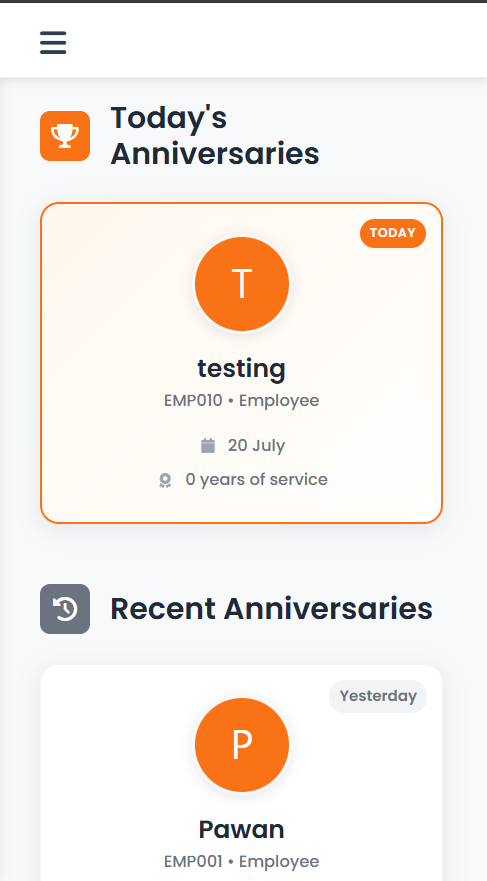 Today's
Anniversaries
TODAY
T
testing
EMP010 • Employee
20 July
0 years of service
Recent Anniversaries
Yesterday
P
Pawan
EMP001 • Employee